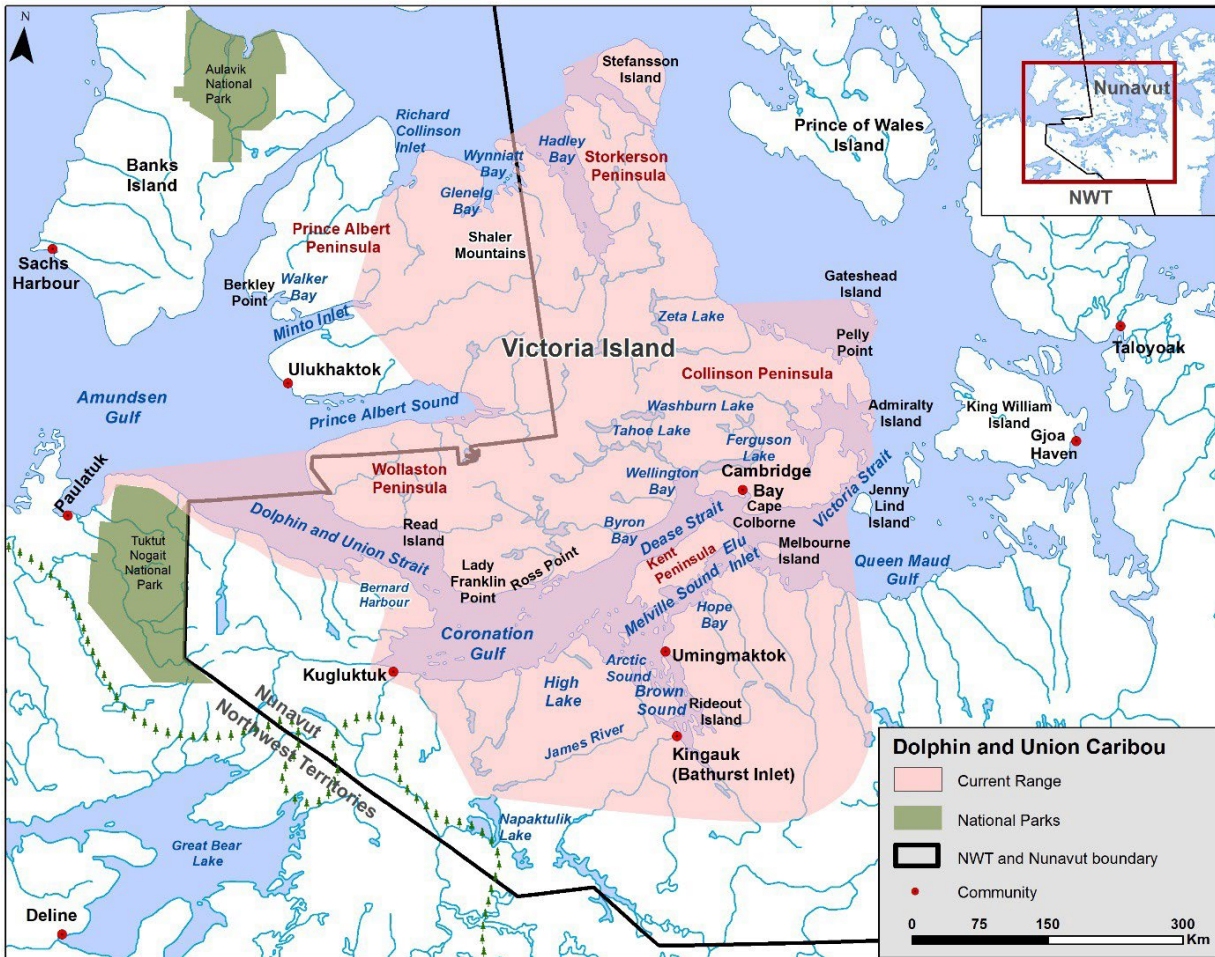 N
Aulavik
National
Park
Banks
Island
Sachs
Harbour
Richard
Collinson
Inlet
Wynniatt
Bay
Hadley
Bay
Glenelg
Bay
Stefansson
Island
Storkerson
Peninsula
Prince of Wales
Island
Nunavut
NWT
Prince Albert
Peninsula
Shaler
Mountains
Berkley
Point
Walker
Bay
Minto Inlet
Gateshead
Island
Zeta Lake
Pelly
Point
Taloyoak
Victoria Island
Ulukhaktok
Collinson Peninsula
Amundsen
Gulf
Prince Albert Sound
Washburn Lake
Admiralty
Island
King William
Island
Gjoa
Haven
Tahoe Lake
Ferguson
Lake
Wollaston
Peninsula
Paulatuk
Wellington
Bay
Cambridge
Bay
Cape
Colborne
Victoria Strait
Jenny
Lind
Island
Tuktut
Nogait
National
Park
Dolphin and Union Strait
Read
Island
Byron
Bay
Dease Strait
Melbourne
Island
Queen Maud
Gulf
Lady
Franklin
Point
Ross Point
Kent
Peninsula
Elu
Inlet
Bernard
Harbour
Melville Sound
Hope
Bay
Coronation
Gulf
Kugluktuk
Umingmaktok
Arctic
Sound
High
Lake
Brown
Sound
Rideout
Island
James River
Kingauk
(Bathurst Inlet)
Nunavut
Northwest Territories
Napaktulik
Lake
Great Bear
Lake
Deline
Dolphin and Union Caribou
Current Range
National Parks
NWT and Nunavut boundary
Community
0 75 150 300
Km